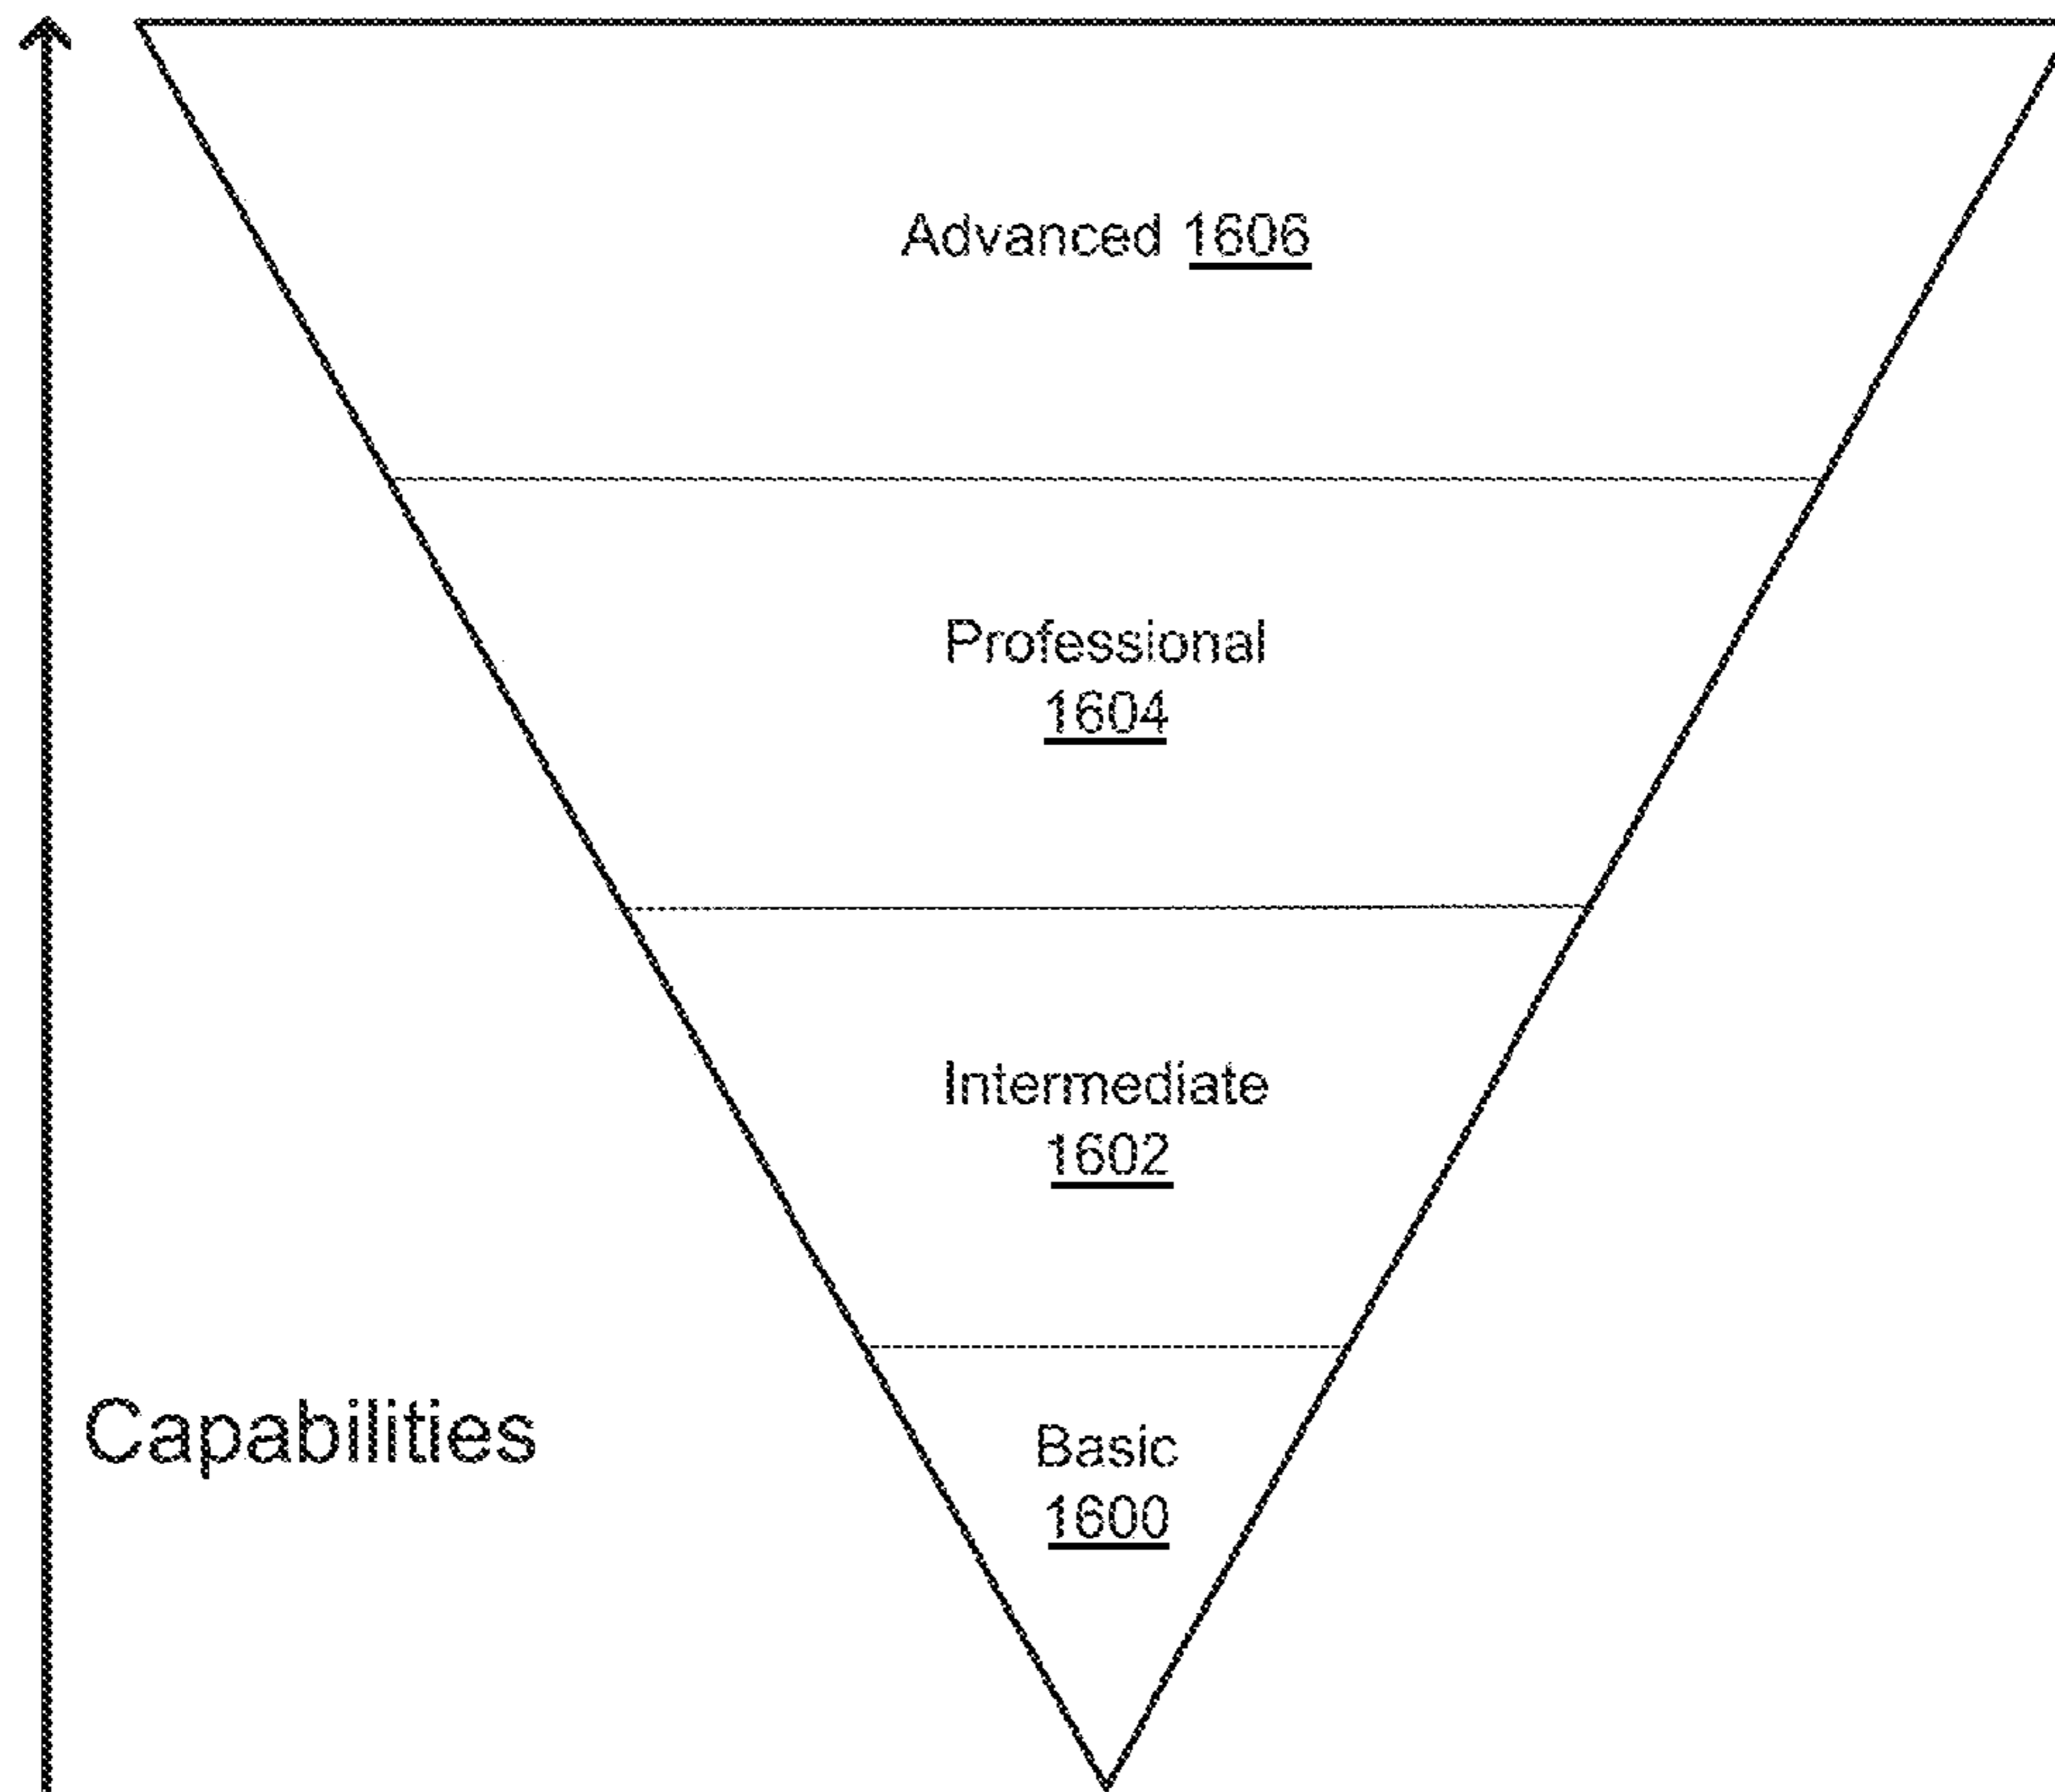 Advanced 1606
Professional
1604
Intermediate
1602
Capabilities
Basic
1600